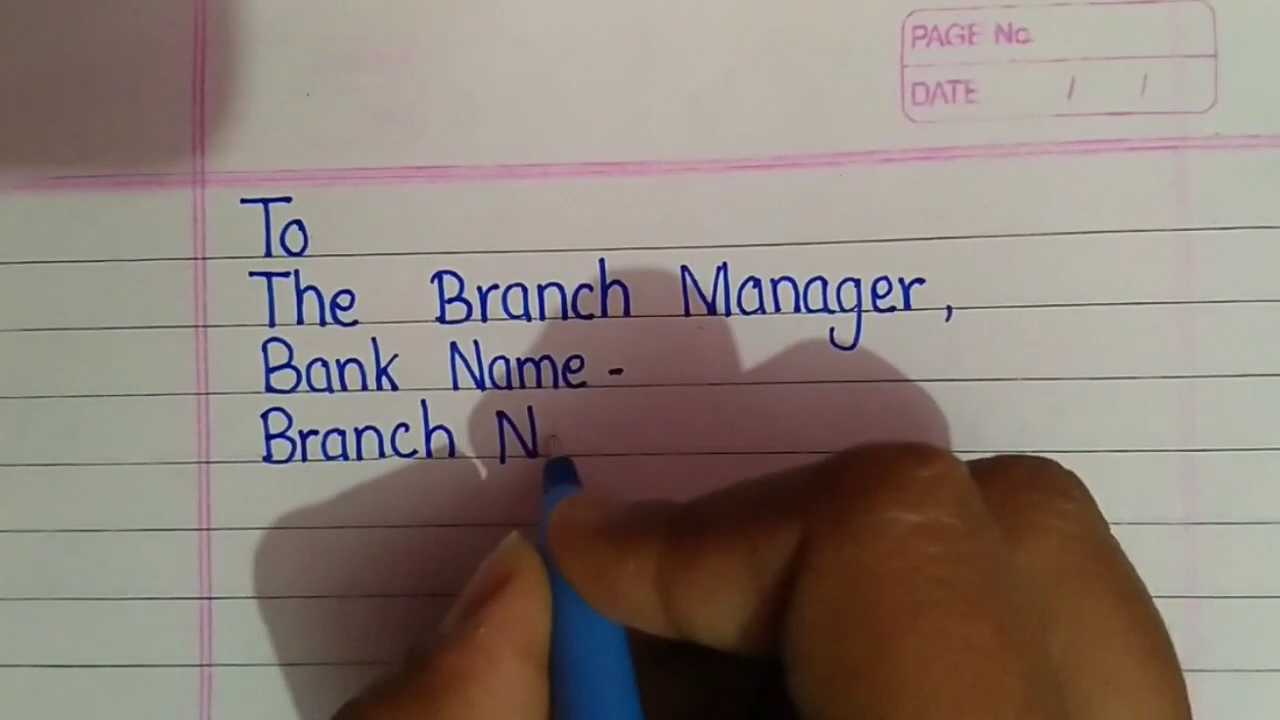 PAGE No.
DATE / /
To
The Branch Manager,
Bank Name -
Branch N